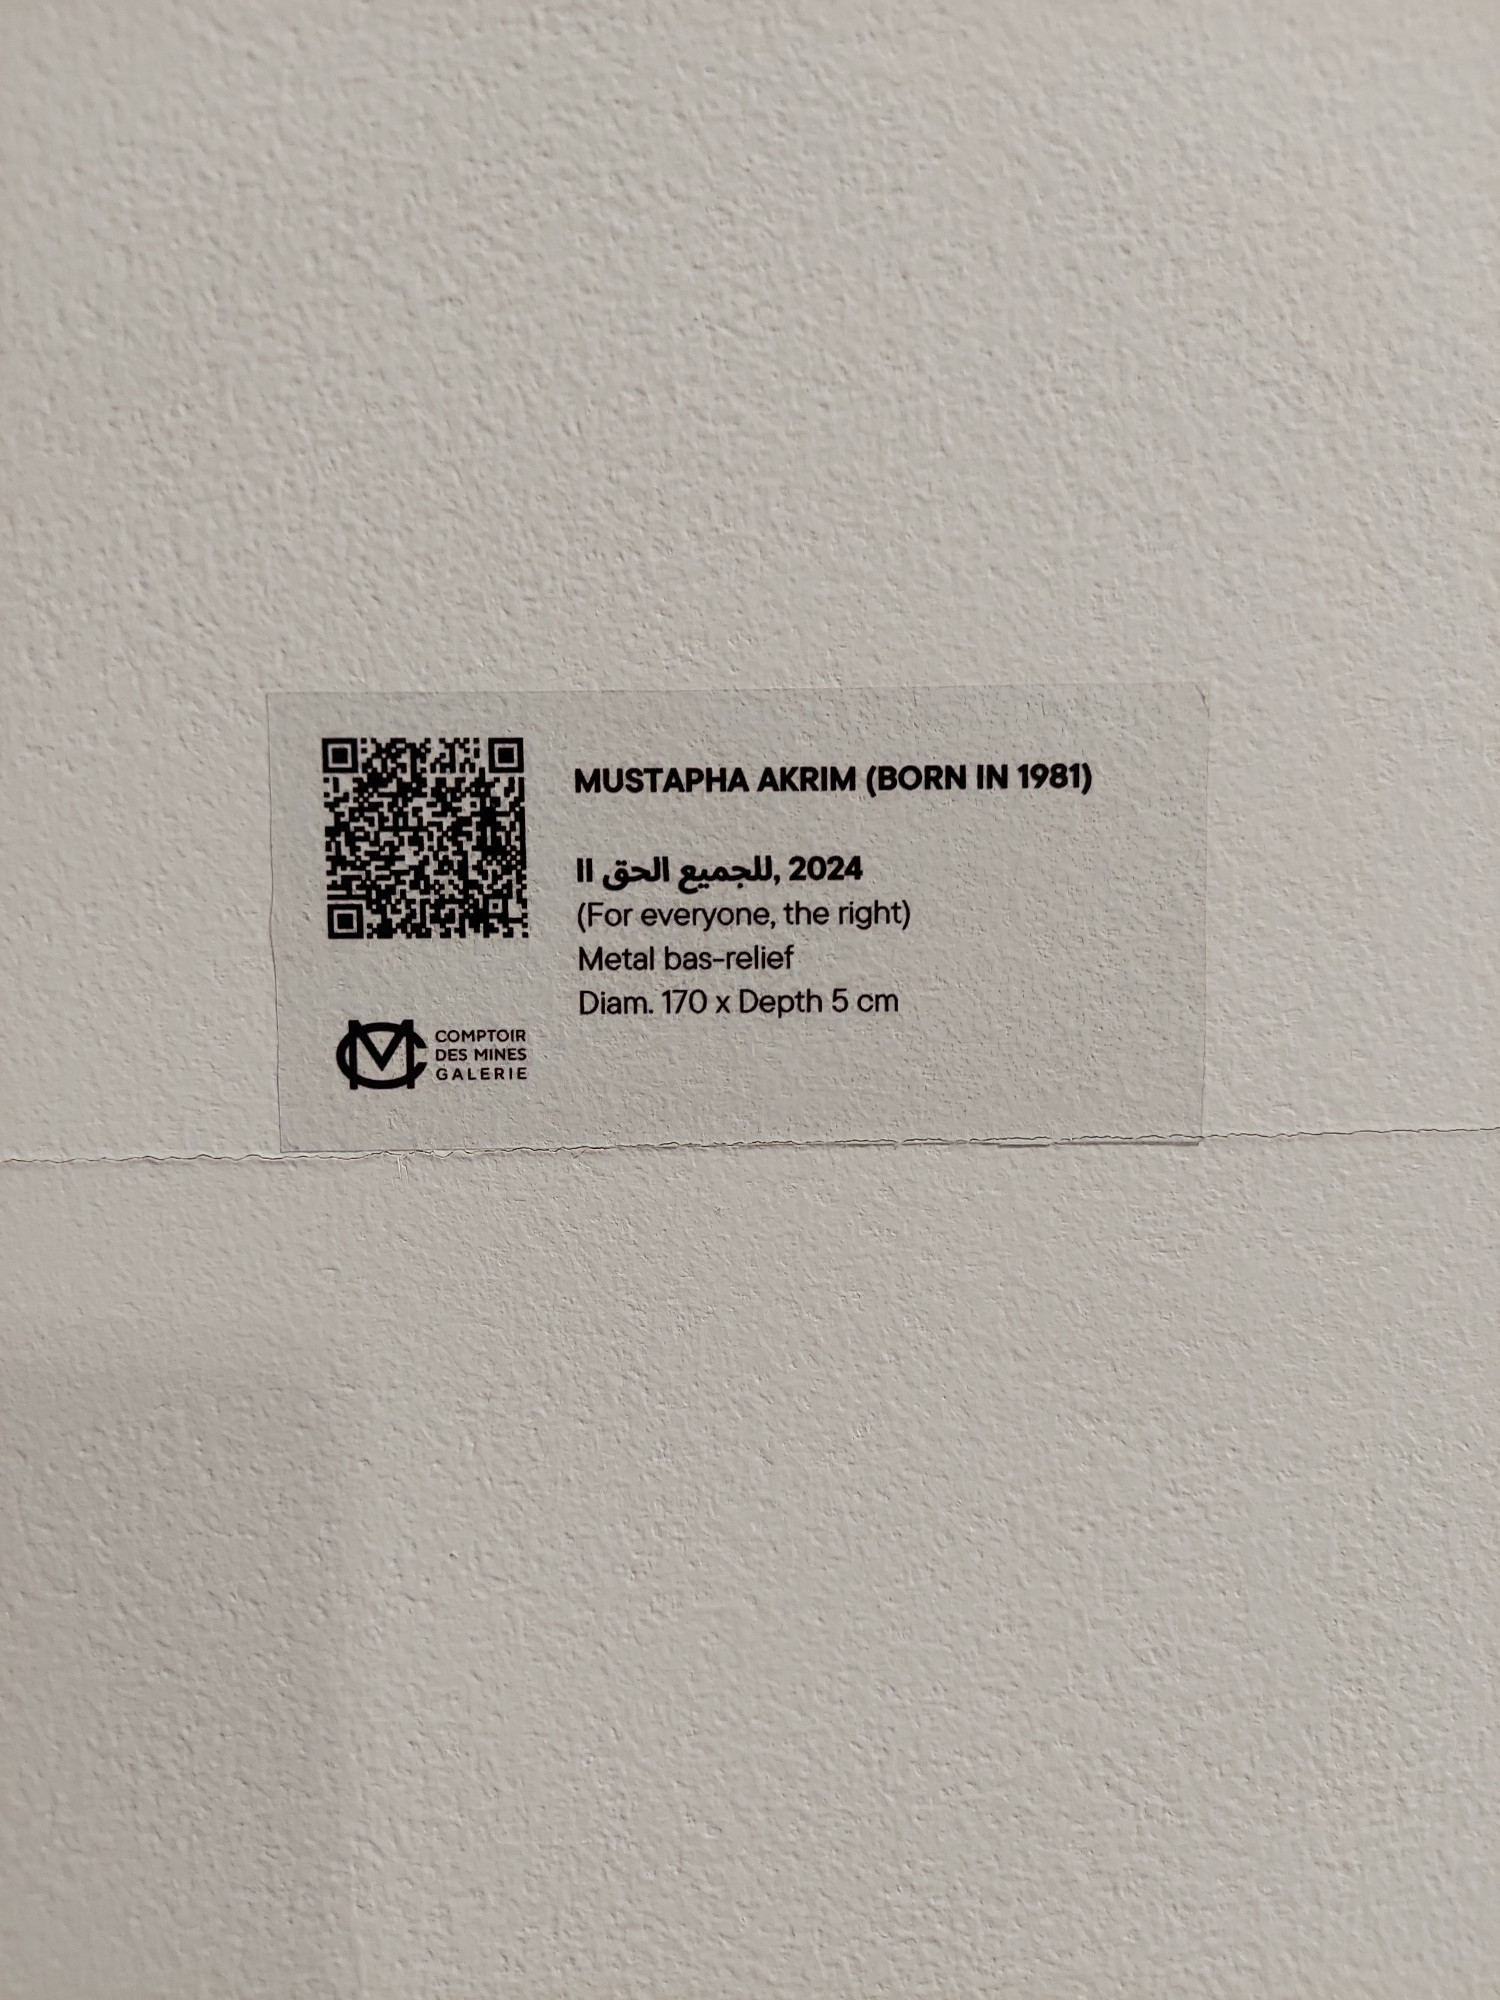 MUSTAPHA AKRIM (BORN IN 1981)
للجميع الحق II, 2024
(For everyone, the right)
Metal bas-relief
Diam. 170 x Depth 5 cm
COMPTOIR
DES MINES
GALERIE